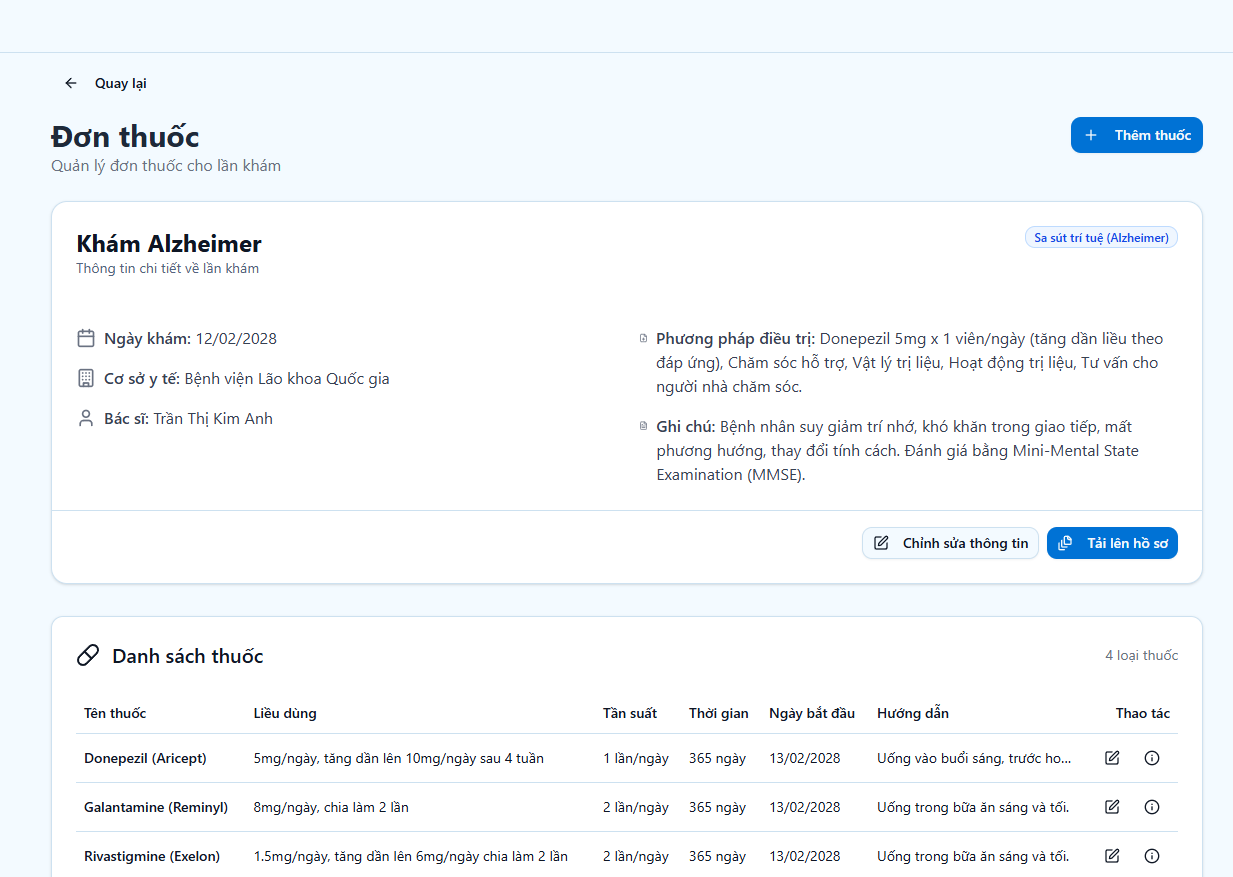 Quay lại
Đơn thuốc
Quản lý đơn thuốc cho lần khám
Thêm thuốc
Khám Alzheimer
Thông tin chi tiết về lần khám
Sa sút trí tuệ (Alzheimer)
Ngày khám: 12/02/2028
Cơ sở y tế: Bệnh viện Lão khoa Quốc gia
Bác sĩ: Trần Thị Kim Anh
Phương pháp điều trị: Donepezil 5mg x 1 viên/ngày (tăng dần liều theo
đáp ứng), Chăm sóc hỗ trợ, Vật lý trị liệu, Hoạt động trị liệu, Tư vấn cho
người nhà chăm sóc.
Ghi chú: Bệnh nhân suy giảm trí nhớ, khó khăn trong giao tiếp, mất
phương hướng, thay đổi tính cách. Đánh giá bằng Mini-Mental State
Examination (MMSE).
Chỉnh sửa thông tin
Tải lên hồ sơ
Danh sách thuốc
4 loại thuốc
Tên thuốc Liều dùng Tần suất Thời gian Ngày bắt đầu Hướng dẫn Thao tác
Donepezil (Aricept) 5mg/ngày, tăng dần lên 10mg/ngày sau 4 tuần 1 lần/ngày 365 ngày 13/02/2028 Uống vào buổi sáng, trước ho...
Galantamine (Reminyl) 8mg/ngày, chia làm 2 lần 2 lần/ngày 365 ngày 13/02/2028 Uống trong bữa ăn sáng và tối.
Rivastigmine (Exelon) 1.5mg/ngày, tăng dần lên 6mg/ngày chia làm 2 lần 2 lần/ngày 365 ngày 13/02/2028 Uống trong bữa ăn sáng và tối.